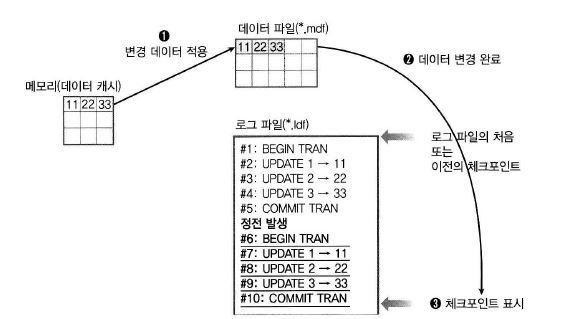 데이터 파일(*.mdf)
❶
변경 데이터 적용
11 22 33
❷ 데이터 변경 완료
메모리(데이터 캐시)
11 22 33
로그 파일(*.ldf)
#1: BEGIN TRAN
#2: UPDATE 1 → 11
#3: UPDATE 2 → 22
#4: UPDATE 3 → 33
#5: COMMIT TRAN
정전 발생
#6: BEGIN TRAN
#7: UPDATE 1 → 11
#8: UPDATE 2 → 22
#9: UPDATE 3 → 33
#10: COMMIT TRAN
로그 파일의 처음
또는
이전의 체크포인트
❸ 체크포인트 표시